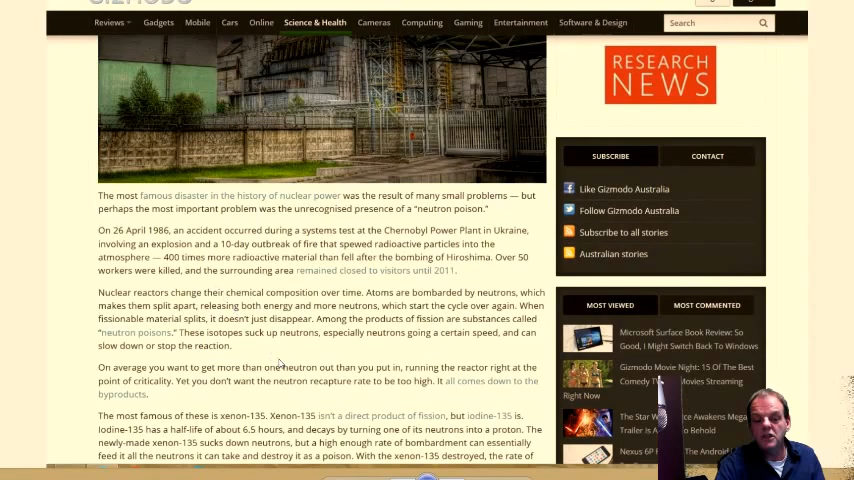 GIZMODO
Reviews Gadgets Mobile Cars Online Science & Health Cameras Computing Gaming Entertainment Software & Design
Search
The most famous disaster in the history of nuclear power was the result of many small problems — but
perhaps the most important problem was the unrecognised presence of a "neutron poison."
On 26 April 1986, an accident occurred during a systems test at the Chernobyl Power Plant in Ukraine,
involving an explosion and a 10-day outbreak of fire that spewed radioactive particles into the
atmosphere — 400 times more radioactive material than fell after the bombing of Hiroshima. Over 50
workers were killed, and the surrounding area remained closed to visitors until 2011.
Nuclear reactors change their chemical composition over time. Atoms are bombarded by neutrons, which
makes them split apart, releasing both energy and more neutrons, which start the cycle over again. When
fissionable material splits, it doesn't just disappear. Among the products of fission are substances called
"neutron poisons." These isotopes suck up neutrons, especially neutrons going a certain speed, and can
slow down or stop the reaction.
On average you want to get more than one neutron out than you put in, running the reactor right at the
point of criticality. Yet you don't want the neutron recapture rate to be too high. It all comes down to the
byproducts.
The most famous of these is xenon-135. Xenon-135 isn't a direct product of fission, but iodine-135 is.
Iodine-135 has a half-life of about 6.5 hours, and decays by turning one of its neutrons into a proton. The
newly-made xenon-135 sucks down neutrons, but a high enough rate of bombardment can essentially
feed it all the neutrons it can take and destroy it as a poison. With the xenon-135 destroyed, the rate of
RESEARCH
NEWS
SUBSCRIBE CONTACT
Like Gizmodo Australia
Follow Gizmodo Australia
Subscribe to all stories
Australian stories
MOST VIEWED MOST COMMENTED
Microsoft Surface Book Review: So
Good, I Might Switch Back To Windows
Gizmodo Movie Night: 15 Of The Best
Comedy Movies Streaming
Right Now
The Star Awakens Mega
Trailer Is To Behold
Nexus 6P The Android